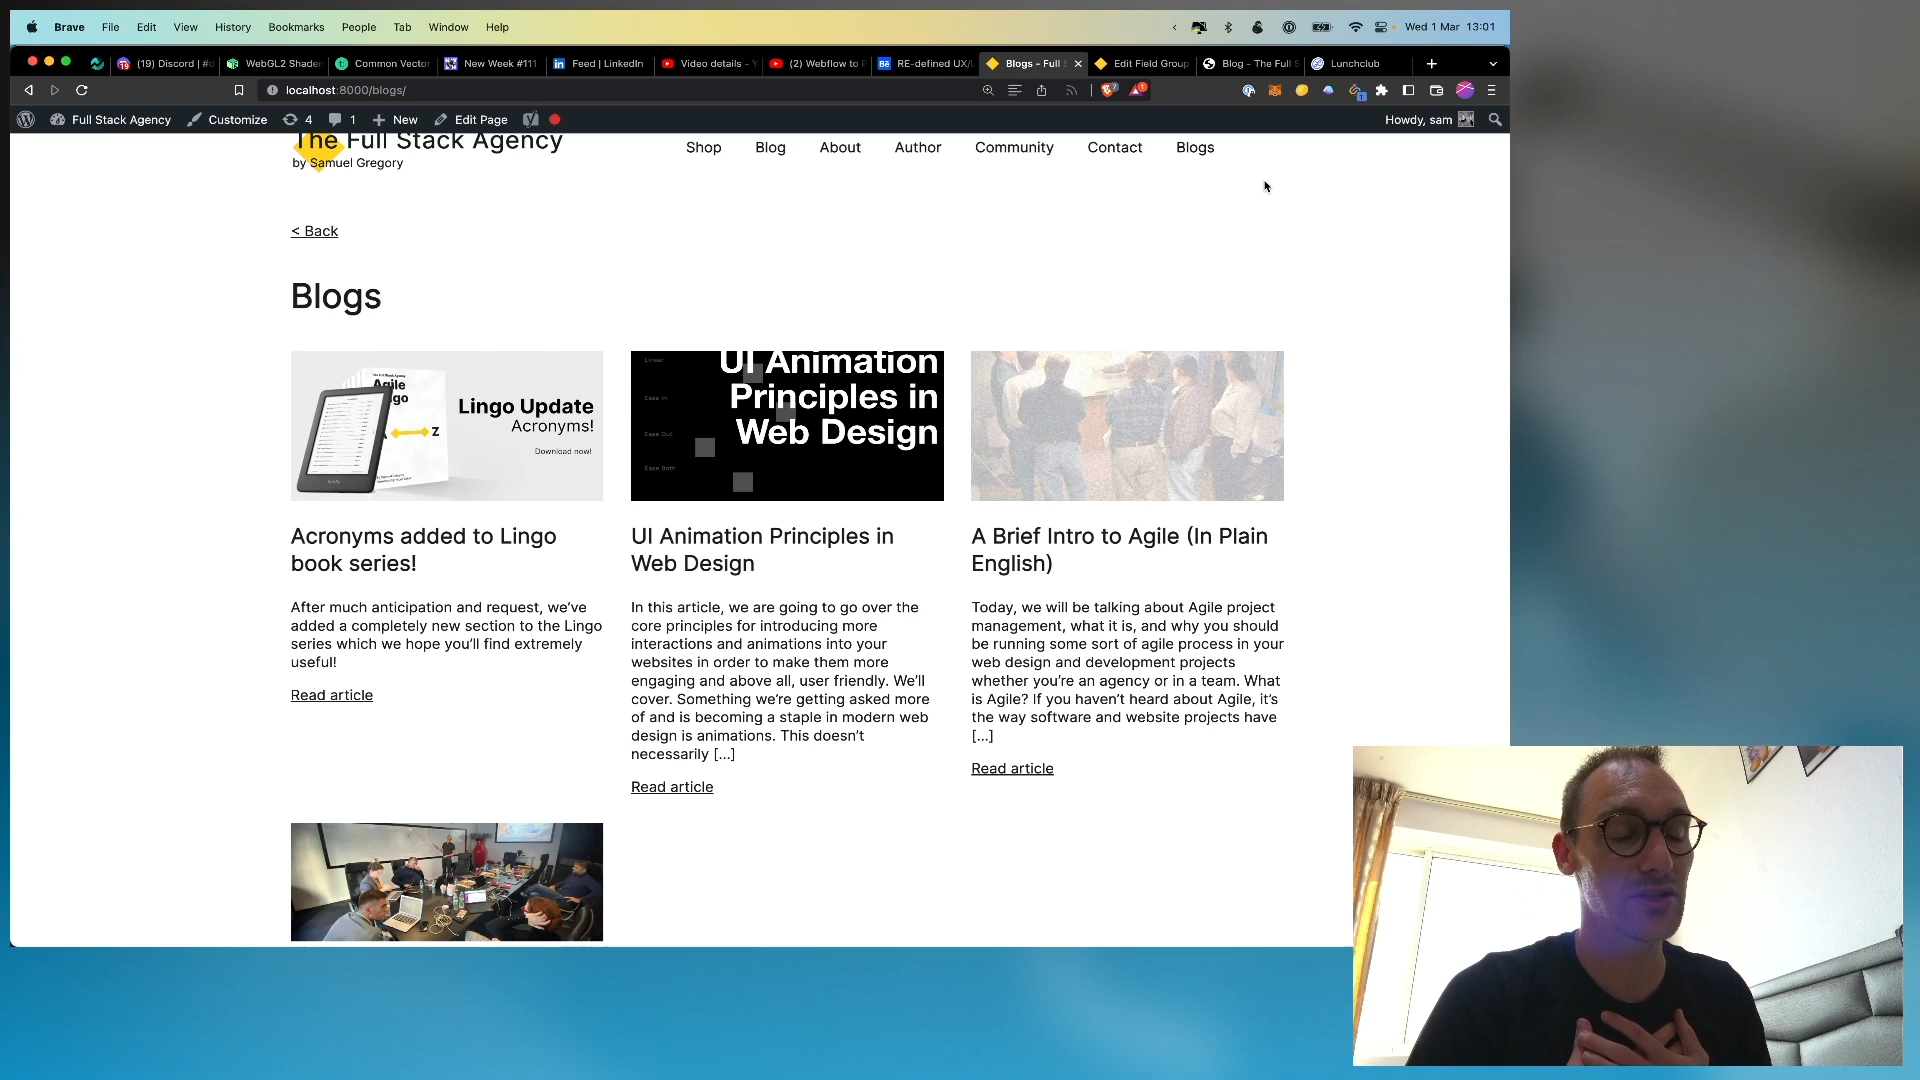 Brave File Edit View History Bookmarks People Tab Window Help
Wed 1 Mar 13:01
(19) Discord | #d
WebGL2 Shader
Common Vector
New Week #111
Feed | LinkedIn
Video details - Y
(2) Webflow to
RE-defined UX/
Blogs - Full
Edit Field Group
Blog - The Full S
Lunchclub
localhost:8000/blogs/
Full Stack Agency Customize 4 1 New Edit Page
Howdy, sam
The Full Stack Agency
by Samuel Gregory
Shop Blog About Author Community Contact Blogs
< Back
Blogs
Agile
Lingo Update
Acronyms!
Download now!
Z
Linear
Ease In
Ease Out
Ease Both
UI Animation
Principles in
Web Design
Acronyms added to Lingo
book series!
After much anticipation and request, we've
added a completely new section to the Lingo
series which we hope you'll find extremely
useful!
Read article
UI Animation Principles in
Web Design
In this article, we are going to go over the
core principles for introducing more
interactions and animations into your
websites in order to make them more
engaging and above all, user friendly. We'll
cover. Something we're getting asked more
of and is becoming a staple in modern web
design is animations. This doesn't
necessarily [...]
Read article
A Brief Intro to Agile (In Plain
English)
Today, we will be talking about Agile project
management, what it is, and why you should
be running some sort of agile process in your
web design and development projects
whether you're an agency or in a team. What
is Agile? If you haven't heard about Agile, it's
the way software and website projects have
[...]
Read article